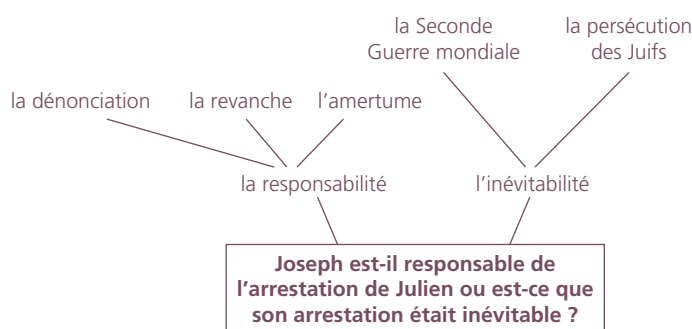 la Seconde
Guerre mondiale
la persécution
des Juifs
la dénonciation
la revanche
l'amertume
la responsabilité
l'inévitabilité
Joseph est-il responsable de
l'arrestation de Julien ou est-ce que
son arrestation était inévitable ?